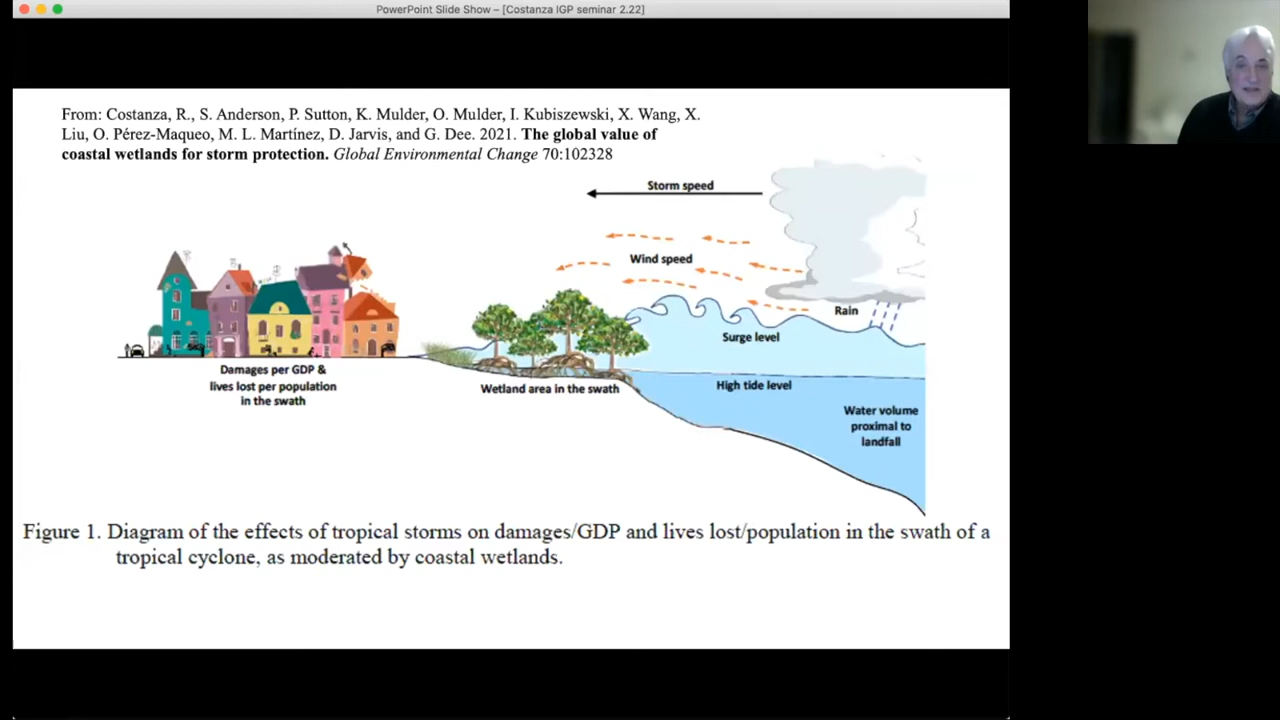 PowerPoint Slide Show – [Costanza IGP seminar 2.22]
From: Costanza, R., S. Anderson, P. Sutton, K. Mulder, O. Mulder, I. Kubiszewski, X. Wang, X.
Liu, O. Pérez-Maqueo, M. L. Martínez, D. Jarvis, and G. Dee. 2021. The global value of
coastal wetlands for storm protection. Global Environmental Change 70:102328
Storm speed
Wind speed
Rain
Surge level
Damages per GDP &
lives lost per population
in the swath
Wetland area in the swath
High tide level
Water volume
proximal to
landfall
Figure 1. Diagram of the effects of tropical storms on damages/GDP and lives lost/population in the swath of a
tropical cyclone, as moderated by coastal wetlands.